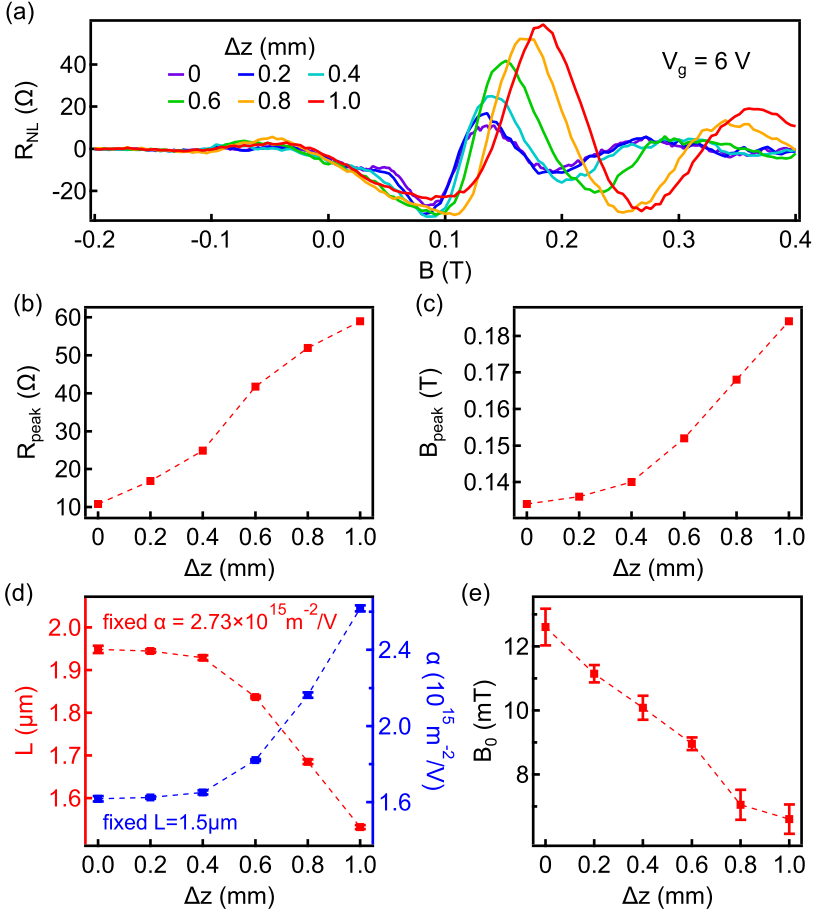 (a)
Δz (mm)
0 0.2 0.4
0.6 0.8 1.0
V_g = 6 V
R_NL (Ω)
40
20
0
-20
-0.2 -0.1 0.0 0.1 0.2 0.3 0.4
B (T)
(b)
R_peak (Ω)
60
50
40
30
20
10
0 0.2 0.4 0.6 0.8 1.0
Δz (mm)
(c)
B_peak (T)
0.18
0.17
0.16
0.15
0.14
0 0.2 0.4 0.6 0.8 1.0
Δz (mm)
(d)
fixed α = 2.73×10^15 m^-2/V
L (μm)
2.0
1.9
1.8
1.7
1.6
α (10^15 m^-2/V)
2.4
2.0
1.6
fixed L=1.5μm
0.0 0.2 0.4 0.6 0.8 1.0
Δz (mm)
(e)
B_0 (mT)
12
10
8
0 0.2 0.4 0.6 0.8 1.0
Δz (mm)